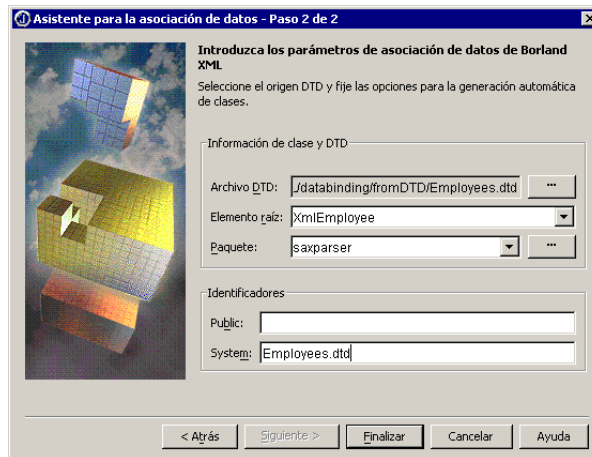 Asistente para la asociación de datos - Paso 2 de 2
Introduzca los parámetros de asociación de datos de Borland
XML
Seleccione el origen DTD y fije las opciones para la generación automática
de clases.
Información de clase y DTD
Archivo DTD: ./databinding/fromDTD/Employees.dtd ...
Elemento raíz: XmlEmployee
Paquete: saxparser ...
Identificadores
Public:
System: Employees.dtd
< Atrás Siguiente > Finalizar Cancelar Ayuda